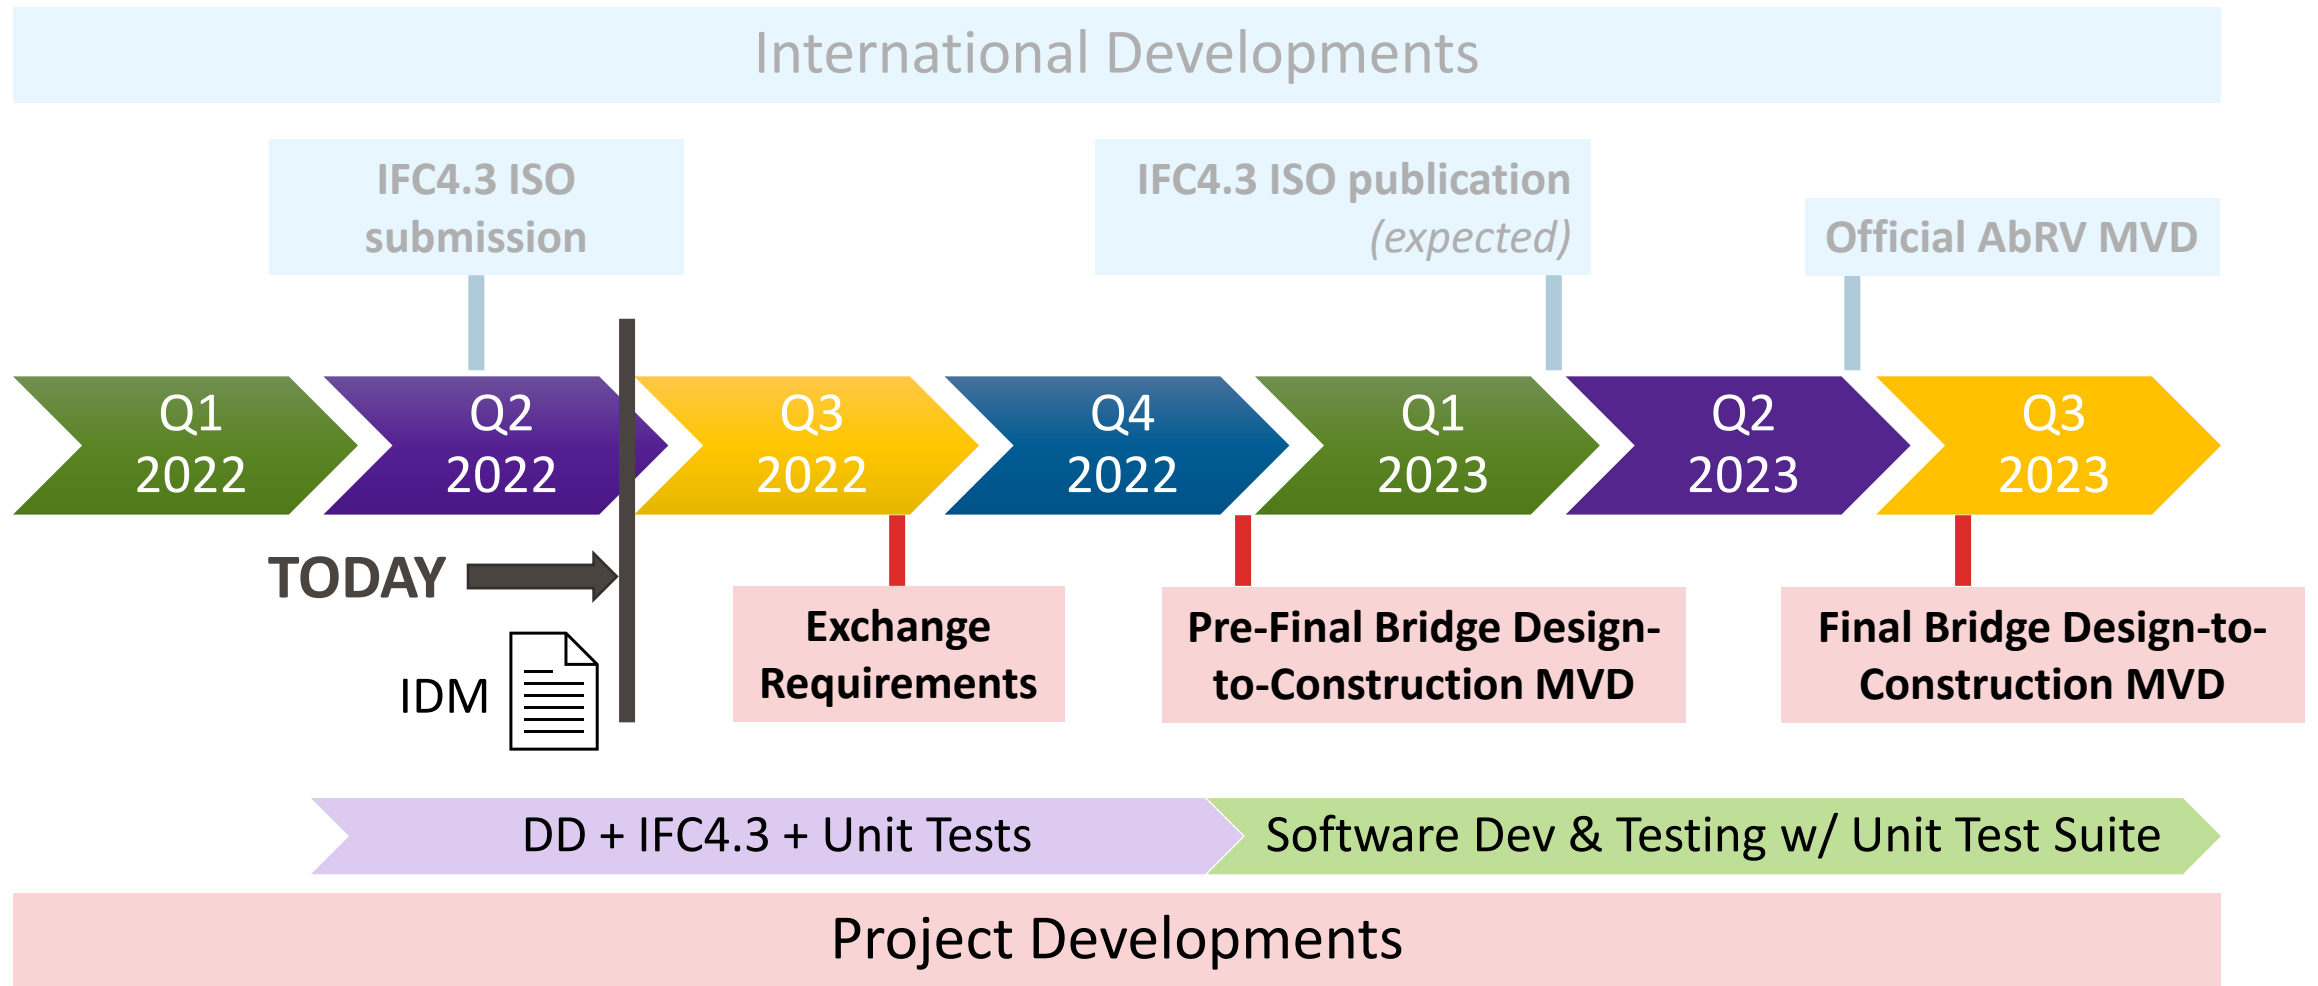 International Developments
IFC4.3 ISO
submission
IFC4.3 ISO publication
(expected)
Official AbRV MVD
Q1
2022
Q2
2022
Q3
2022
Q4
2022
Q1
2023
Q2
2023
Q3
2023
TODAY
IDM
Exchange
Requirements
Pre-Final Bridge Design-
to-Construction MVD
Final Bridge Design-to-
Construction MVD
DD + IFC4.3 + Unit Tests
Software Dev & Testing w/ Unit Test Suite
Project Developments